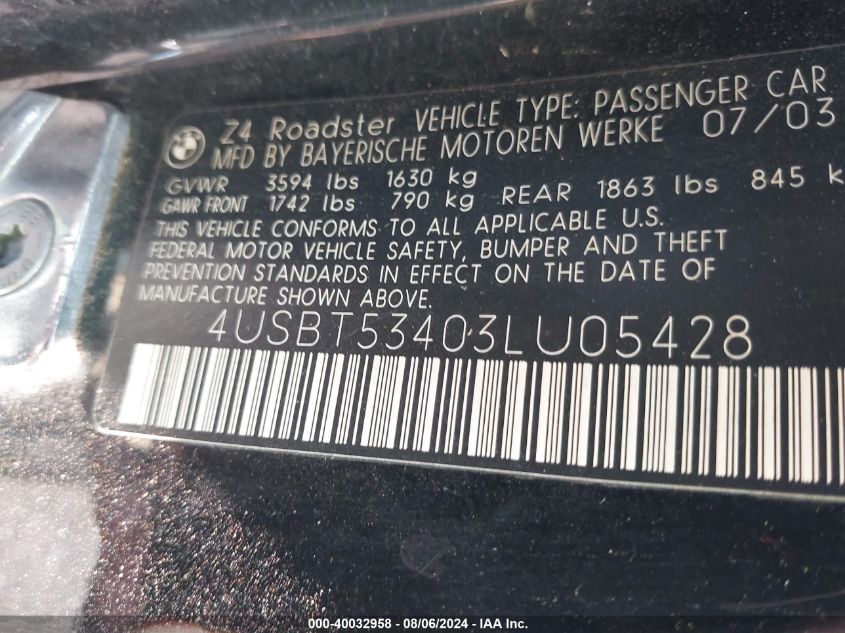 Z4 Roadster VEHICLE TYPE: PASSENGER CAR
MFD BY BAYERISCHE MOTOREN WERKE 07/03
GVWR 3594 lbs 1630 kg
GAWR FRONT 1742 lbs 790 kg REAR 1863 lbs 845 k
THIS VEHICLE CONFORMS TO ALL APPLICABLE U.S.
FEDERAL MOTOR VEHICLE SAFETY, BUMPER AND THEFT
PREVENTION STANDARDS IN EFFECT ON THE DATE OF
MANUFACTURE SHOWN ABOVE.
4USBT53403LU05428
000-40032958 - 08/06/2024 - IAA Inc.